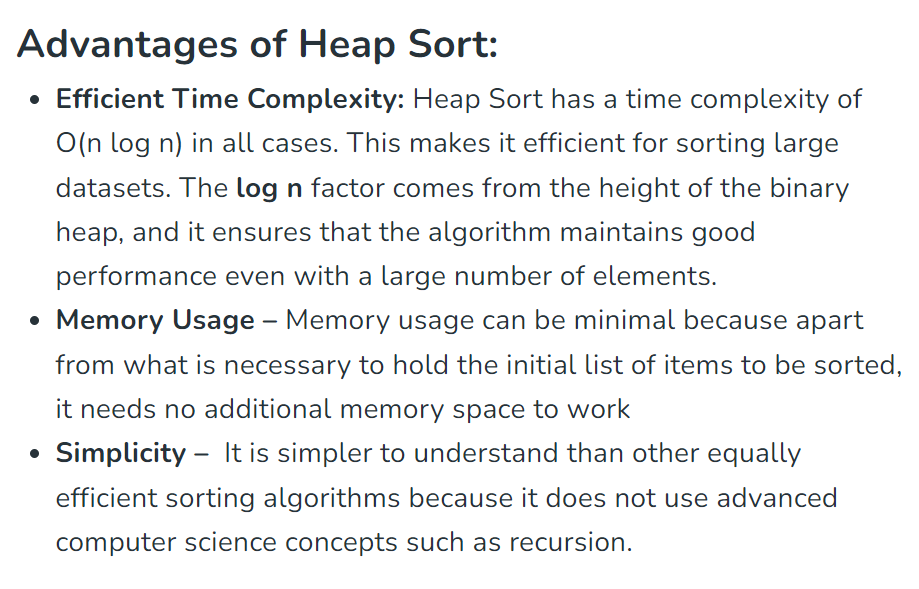 Advantages of Heap Sort:
• Efficient Time Complexity: Heap Sort has a time complexity of
O(n log n) in all cases. This makes it efficient for sorting large
datasets. The log n factor comes from the height of the binary
heap, and it ensures that the algorithm maintains good
performance even with a large number of elements.
• Memory Usage – Memory usage can be minimal because apart
from what is necessary to hold the initial list of items to be sorted,
it needs no additional memory space to work
• Simplicity –  It is simpler to understand than other equally
efficient sorting algorithms because it does not use advanced
computer science concepts such as recursion.